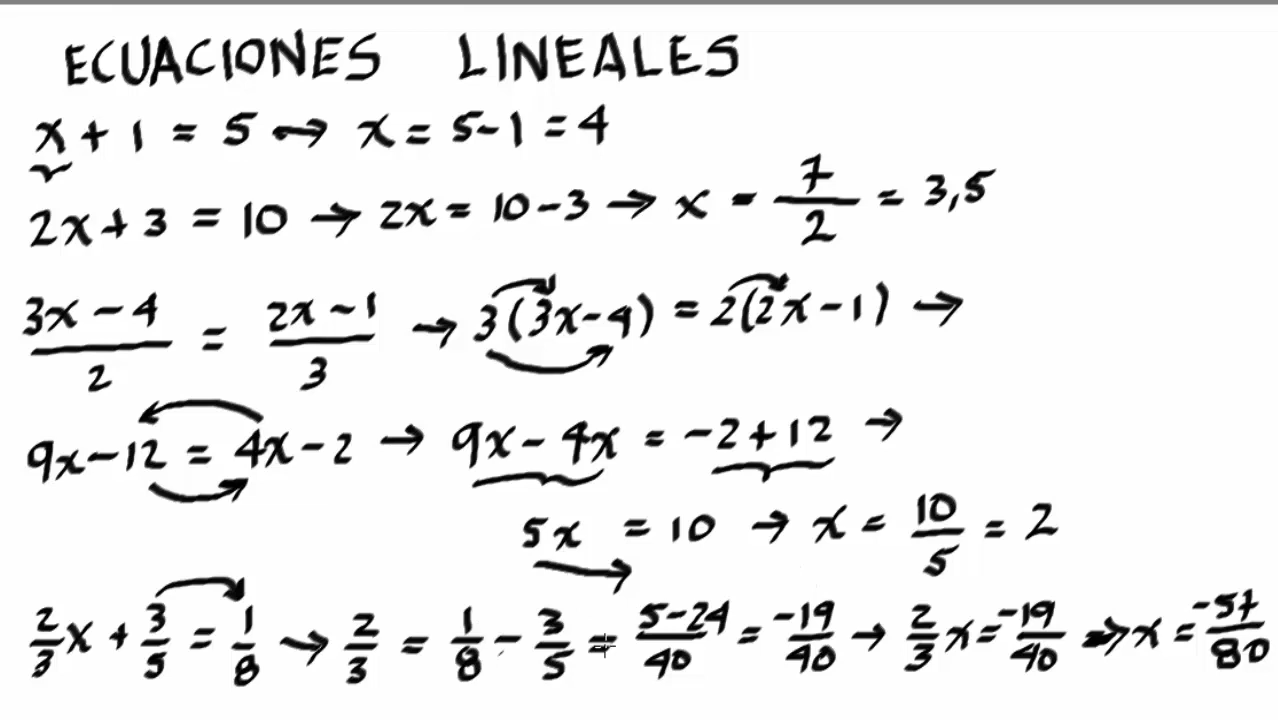 ECUACIONES LINEALES
x + 1 = 5 → x = 5 - 1 = 4
2x + 3 = 10 → 2x = 10 - 3 → x = 7/2 = 3,5
(3x - 4)/2 = (2x - 1)/3 → 3(3x - 4) = 2(2x - 1) →
9x - 12 = 4x - 2 → 9x - 4x = -2 + 12 →
5x = 10 → x = 10/5 = 2
2/3 x + 3/5 = 1/8 → 2/3 = 1/8 - 3/5 = (5-24)/40 = -19/40 → 2/3 x = -19/40 → x = -57/80